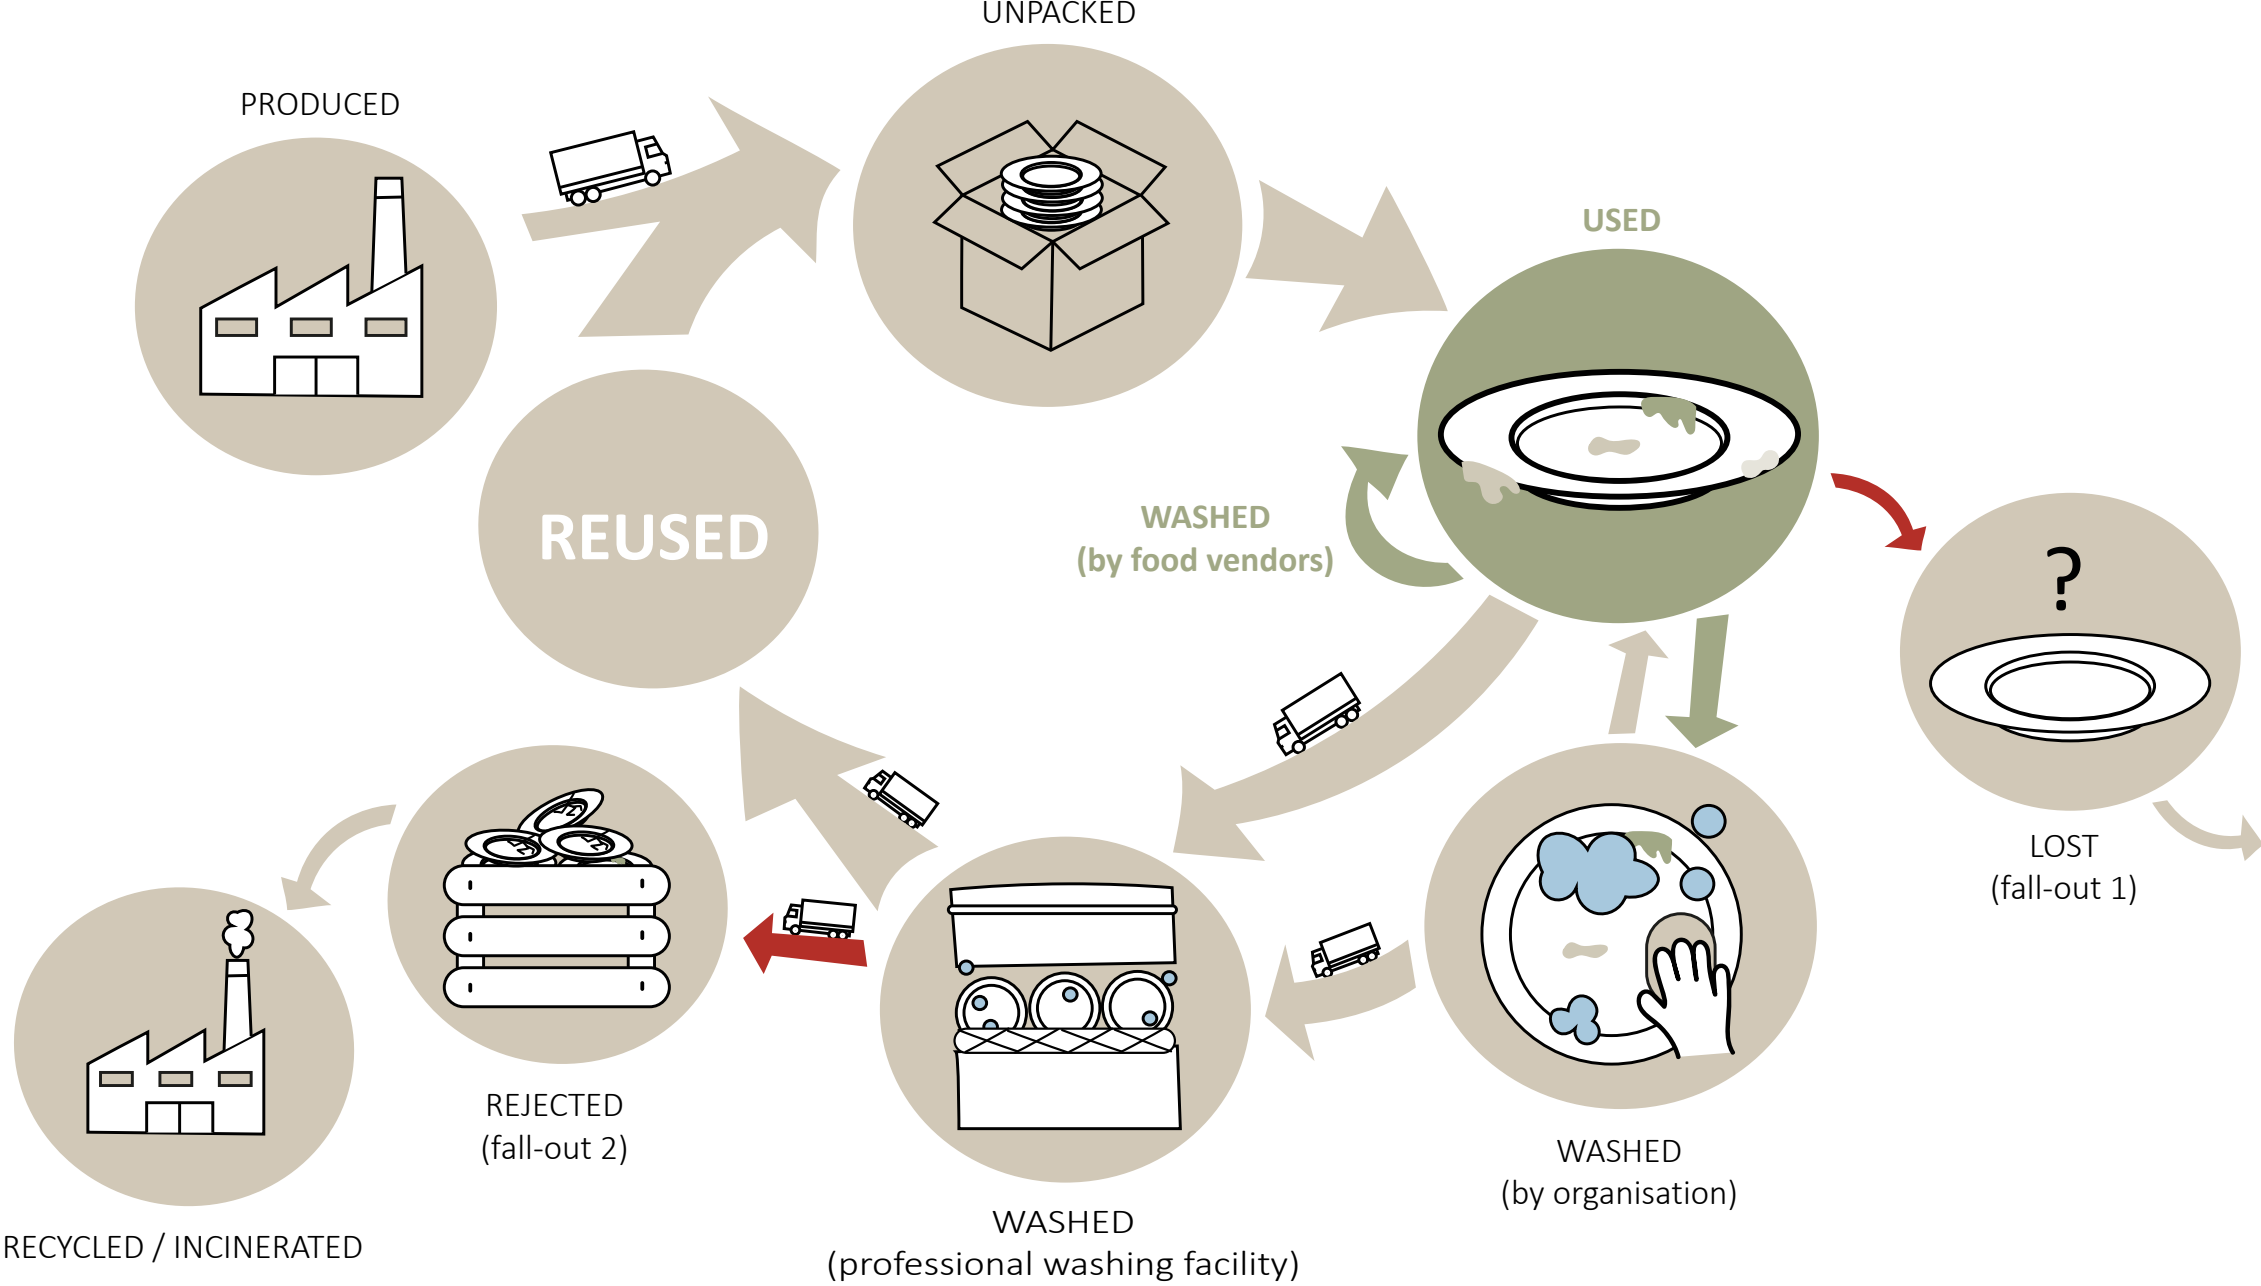 UNPACKED
PRODUCED
USED
REUSED
WASHED
(by food vendors)
?
LOST
(fall-out 1)
REJECTED
(fall-out 2)
WASHED
(by organisation)
WASHED
(professional washing facility)
RECYCLED / INCINERATED